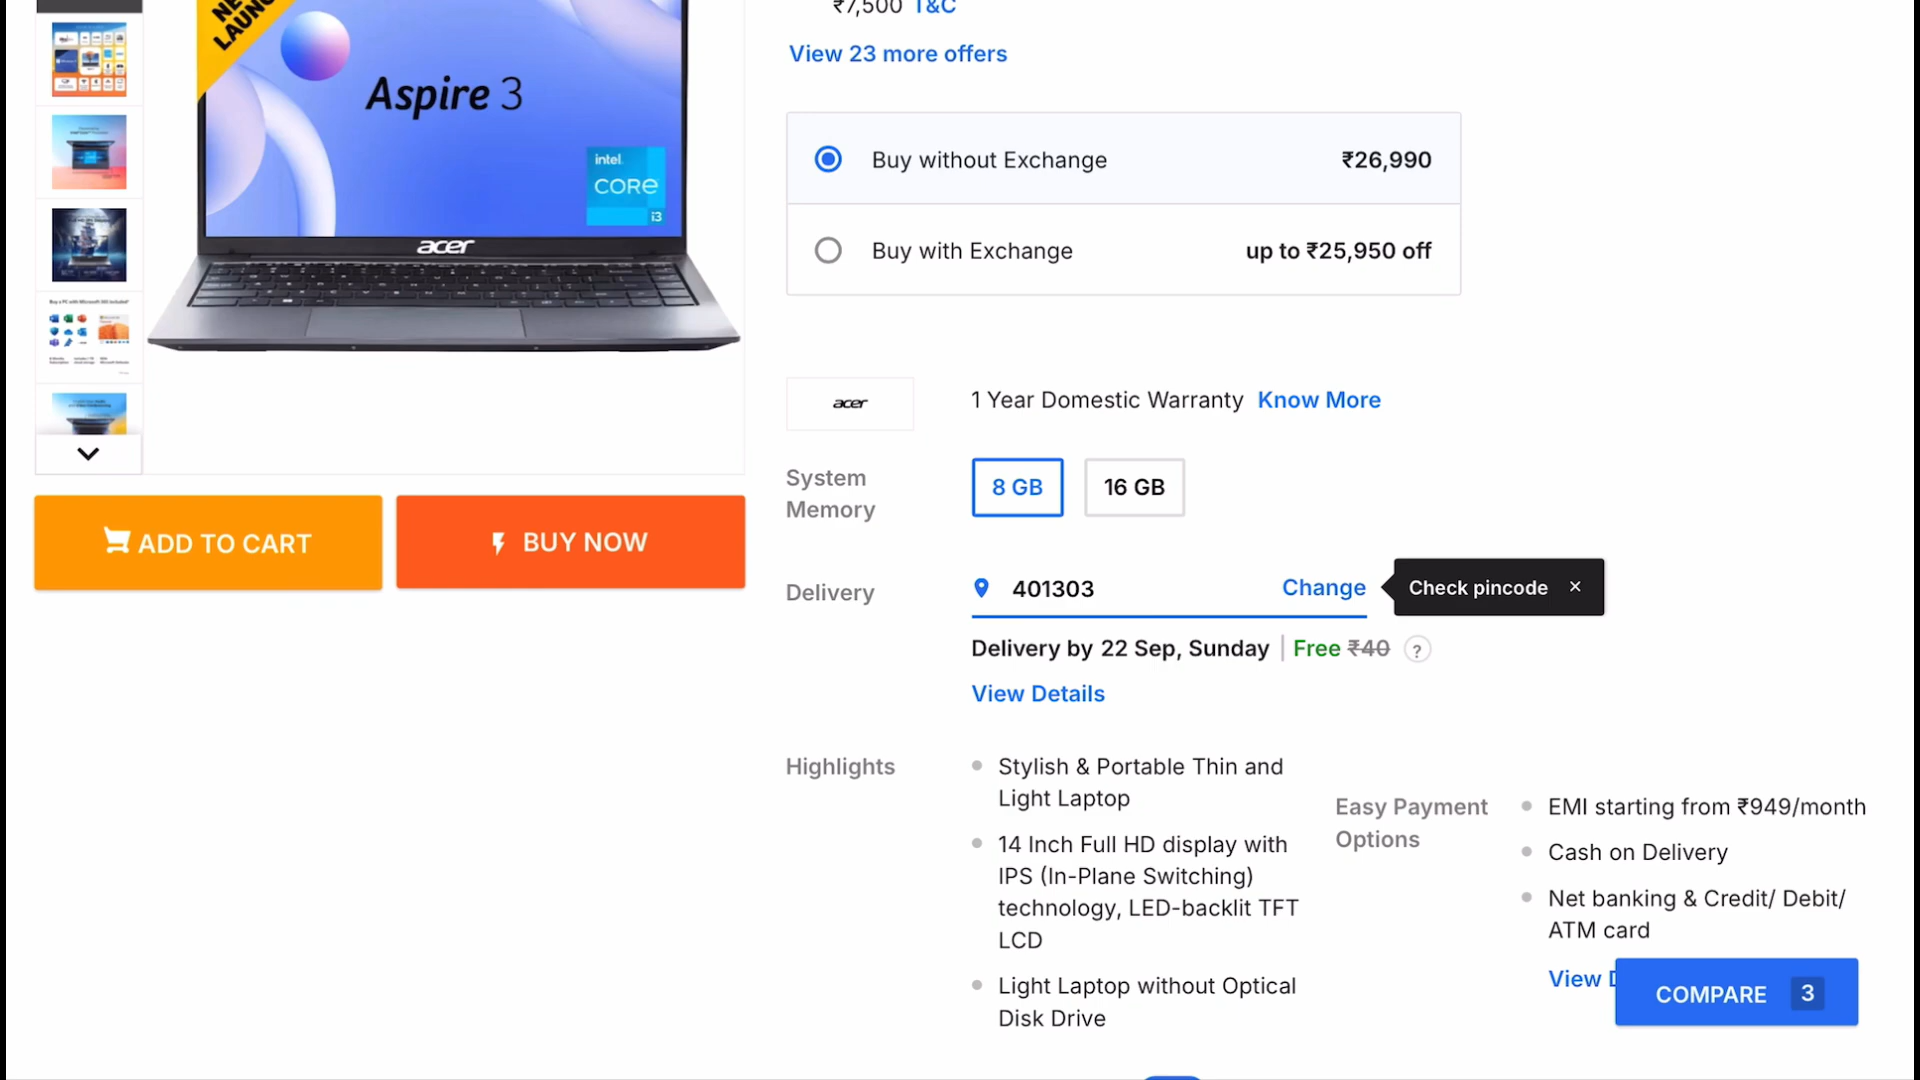 ₹7,500 T&C
View 23 more offers
LAUNC
Aspire 3
intel
CORE
i3
acer
Buy without Exchange ₹26,990
Buy with Exchange up to ₹25,950 off
acer
1 Year Domestic Warranty Know More
System
Memory
8 GB 16 GB
ADD TO CART
BUY NOW
Delivery
401303 Change
Check pincode ×
Delivery by 22 Sep, Sunday | Free ₹40 ?
View Details
Highlights
Stylish & Portable Thin and
Light Laptop
14 Inch Full HD display with
IPS (In-Plane Switching)
technology, LED-backlit TFT
LCD
Light Laptop without Optical
Disk Drive
Easy Payment
Options
EMI starting from ₹949/month
Cash on Delivery
Net banking & Credit/ Debit/
ATM card
View D
COMPARE 3